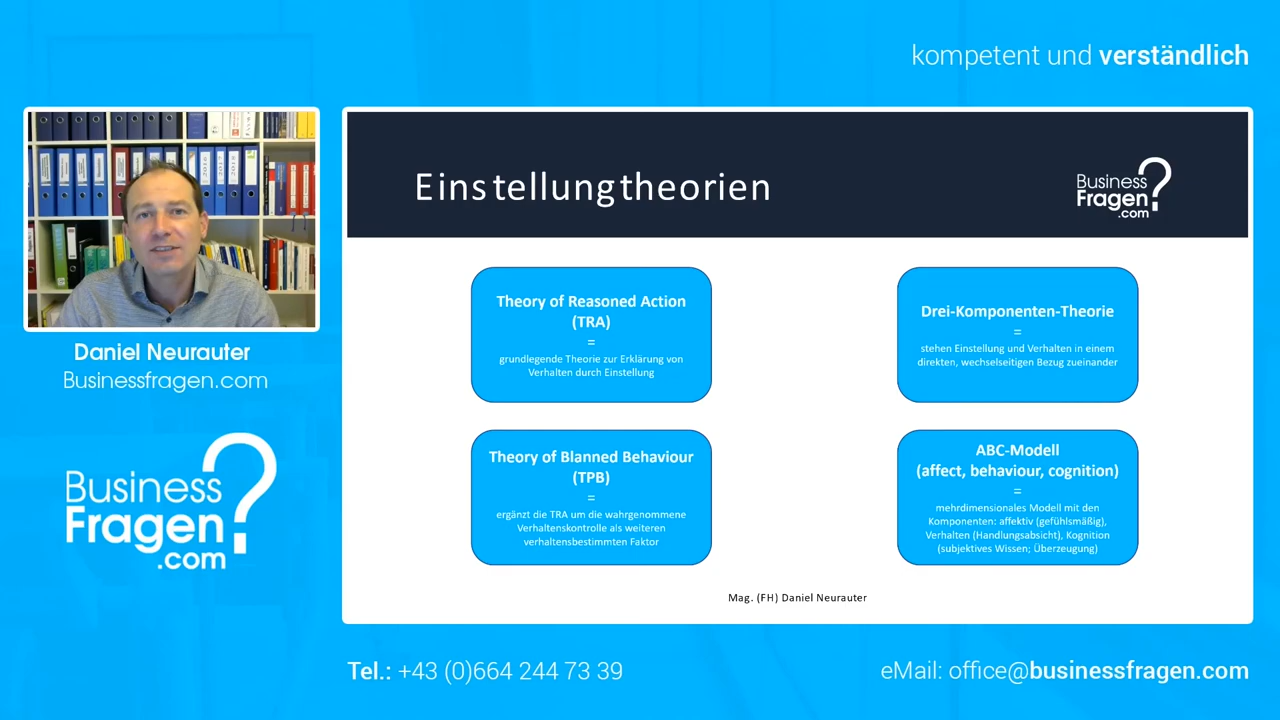 kompetent und verständlich
Daniel Neurauter
Businessfragen.com
Business
Fragen
.com
Einstellungtheorien
Business
Fragen
.com
Theory of Reasoned Action
(TRA)
=
grundlegende Theorie zur Erklärung von
Verhalten durch Einstellung
Drei-Komponenten-Theorie
=
stehen Einstellung und Verhalten in einem
direkten, wechselseitigen Bezug zueinander
Theory of Blanned Behaviour
(TPB)
=
ergänzt die TRA um die wahrgenommene
Verhaltenskontrolle als weiteren
verhaltensbestimmten Faktor
ABC-Modell
(affect, behaviour, cognition)
=
mehrdimensionales Modell mit den
Komponenten: affektiv (gefühlsmäßig),
Verhalten (Handlungsabsicht), Kognition
(subjektives Wissen; Überzeugung)
Mag. (FH) Daniel Neurauter
Tel.: +43 (0)664 244 73 39
eMail: office@businessfragen.com